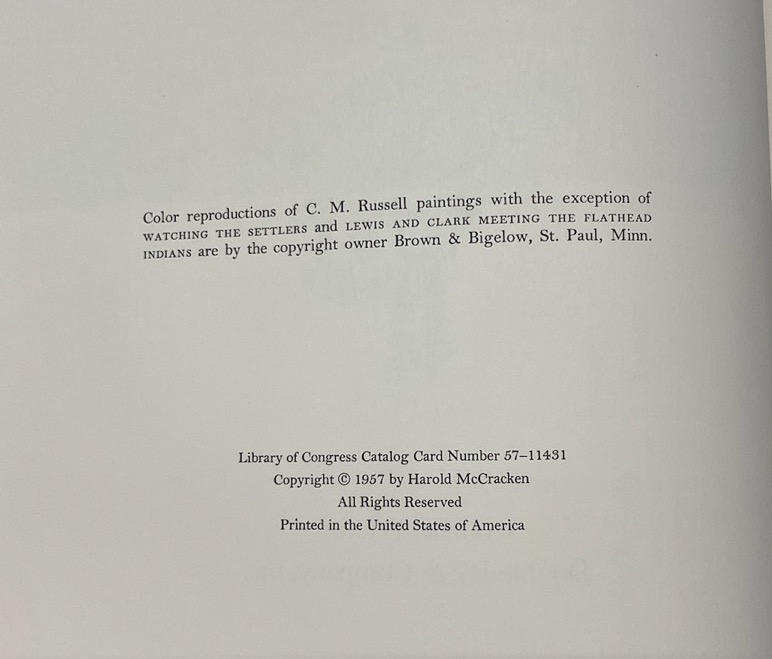 Color reproductions of C. M. Russell paintings with the exception of
WATCHING THE SETTLERS and LEWIS AND CLARK MEETING THE FLATHEAD
INDIANS are by the copyright owner Brown & Bigelow, St. Paul, Minn.
Library of Congress Catalog Card Number 57–11431
Copyright © 1957 by Harold McCracken
All Rights Reserved
Printed in the United States of America